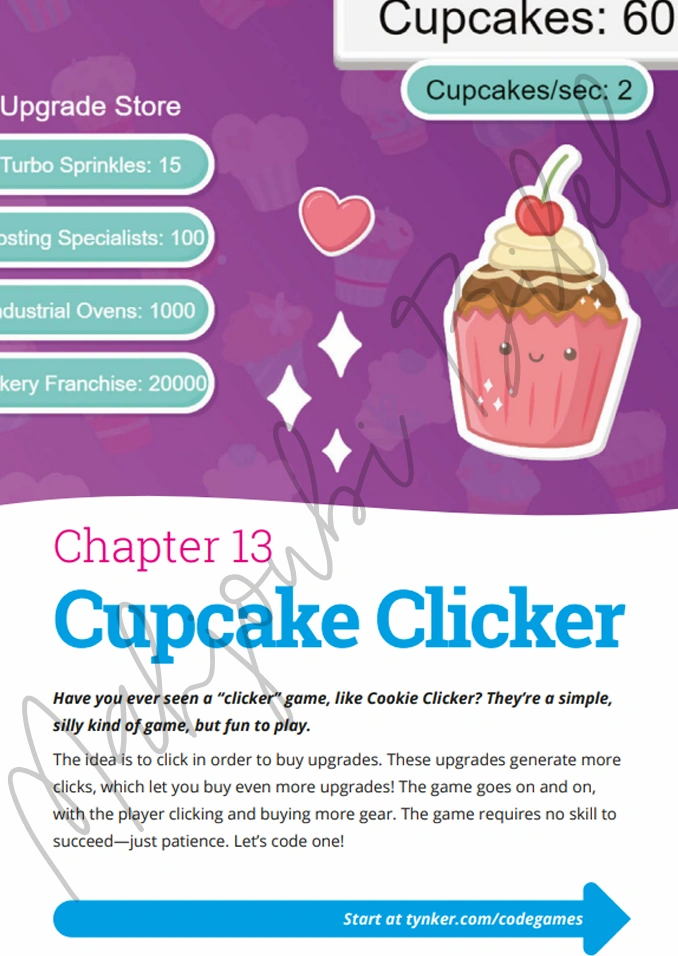 Cupcakes: 60
Cupcakes/sec: 2
Upgrade Store
Turbo Sprinkles: 15
osting Specialists: 100
ndustrial Ovens: 1000
kery Franchise: 20000
Chapter 13
Cupcake Clicker
Have you ever seen a “clicker” game, like Cookie Clicker? They’re a simple,
silly kind of game, but fun to play.
The idea is to click in order to buy upgrades. These upgrades generate more
clicks, which let you buy even more upgrades! The game goes on and on,
with the player clicking and buying more gear. The game requires no skill to
succeed—just patience. Let’s code one!
Start at tynker.com/codegames